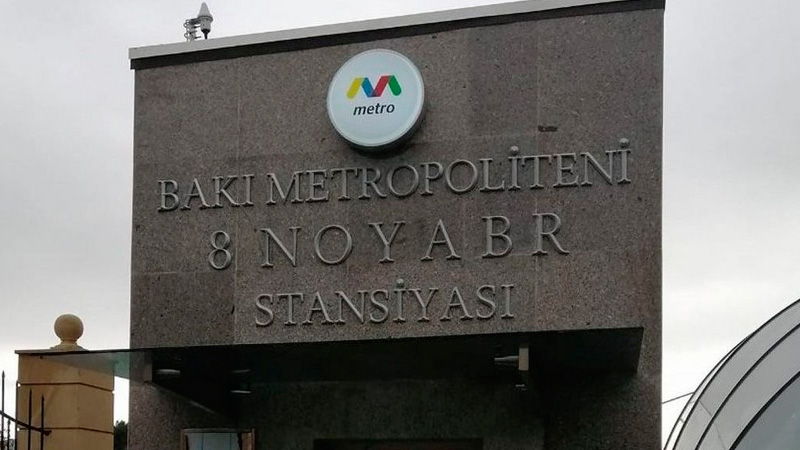 metro
BAKI METROPOLİTENİ
8 NOYABR
STANSİYASI